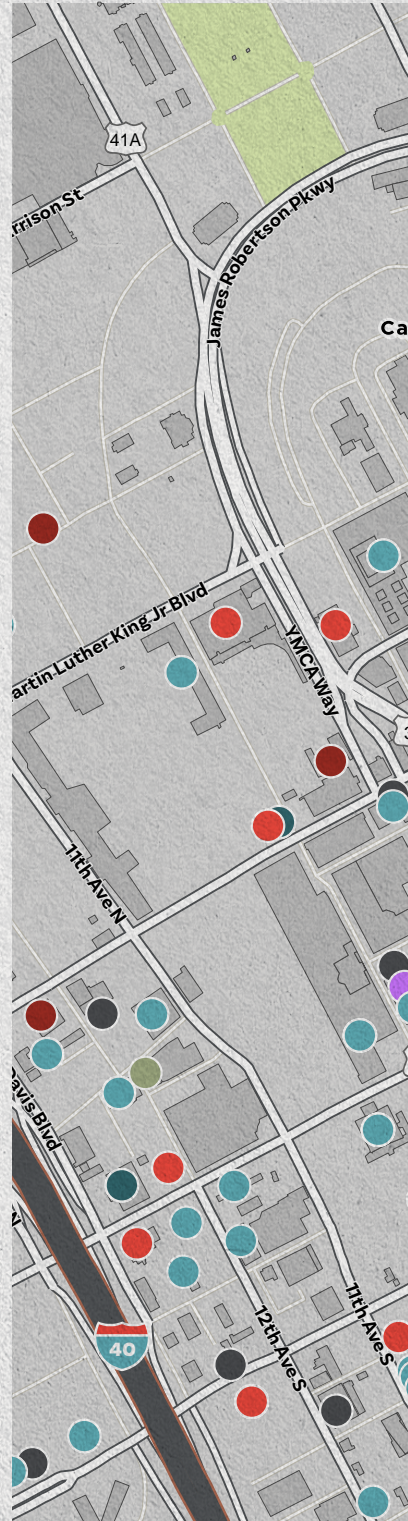 41A
rrison St
James Robertson Pkwy
Ca
artin Luther King Jr Blvd
YMCA Way
3
11th Ave N
Davis Blvd
N
40
12th Ave S
11th Ave S